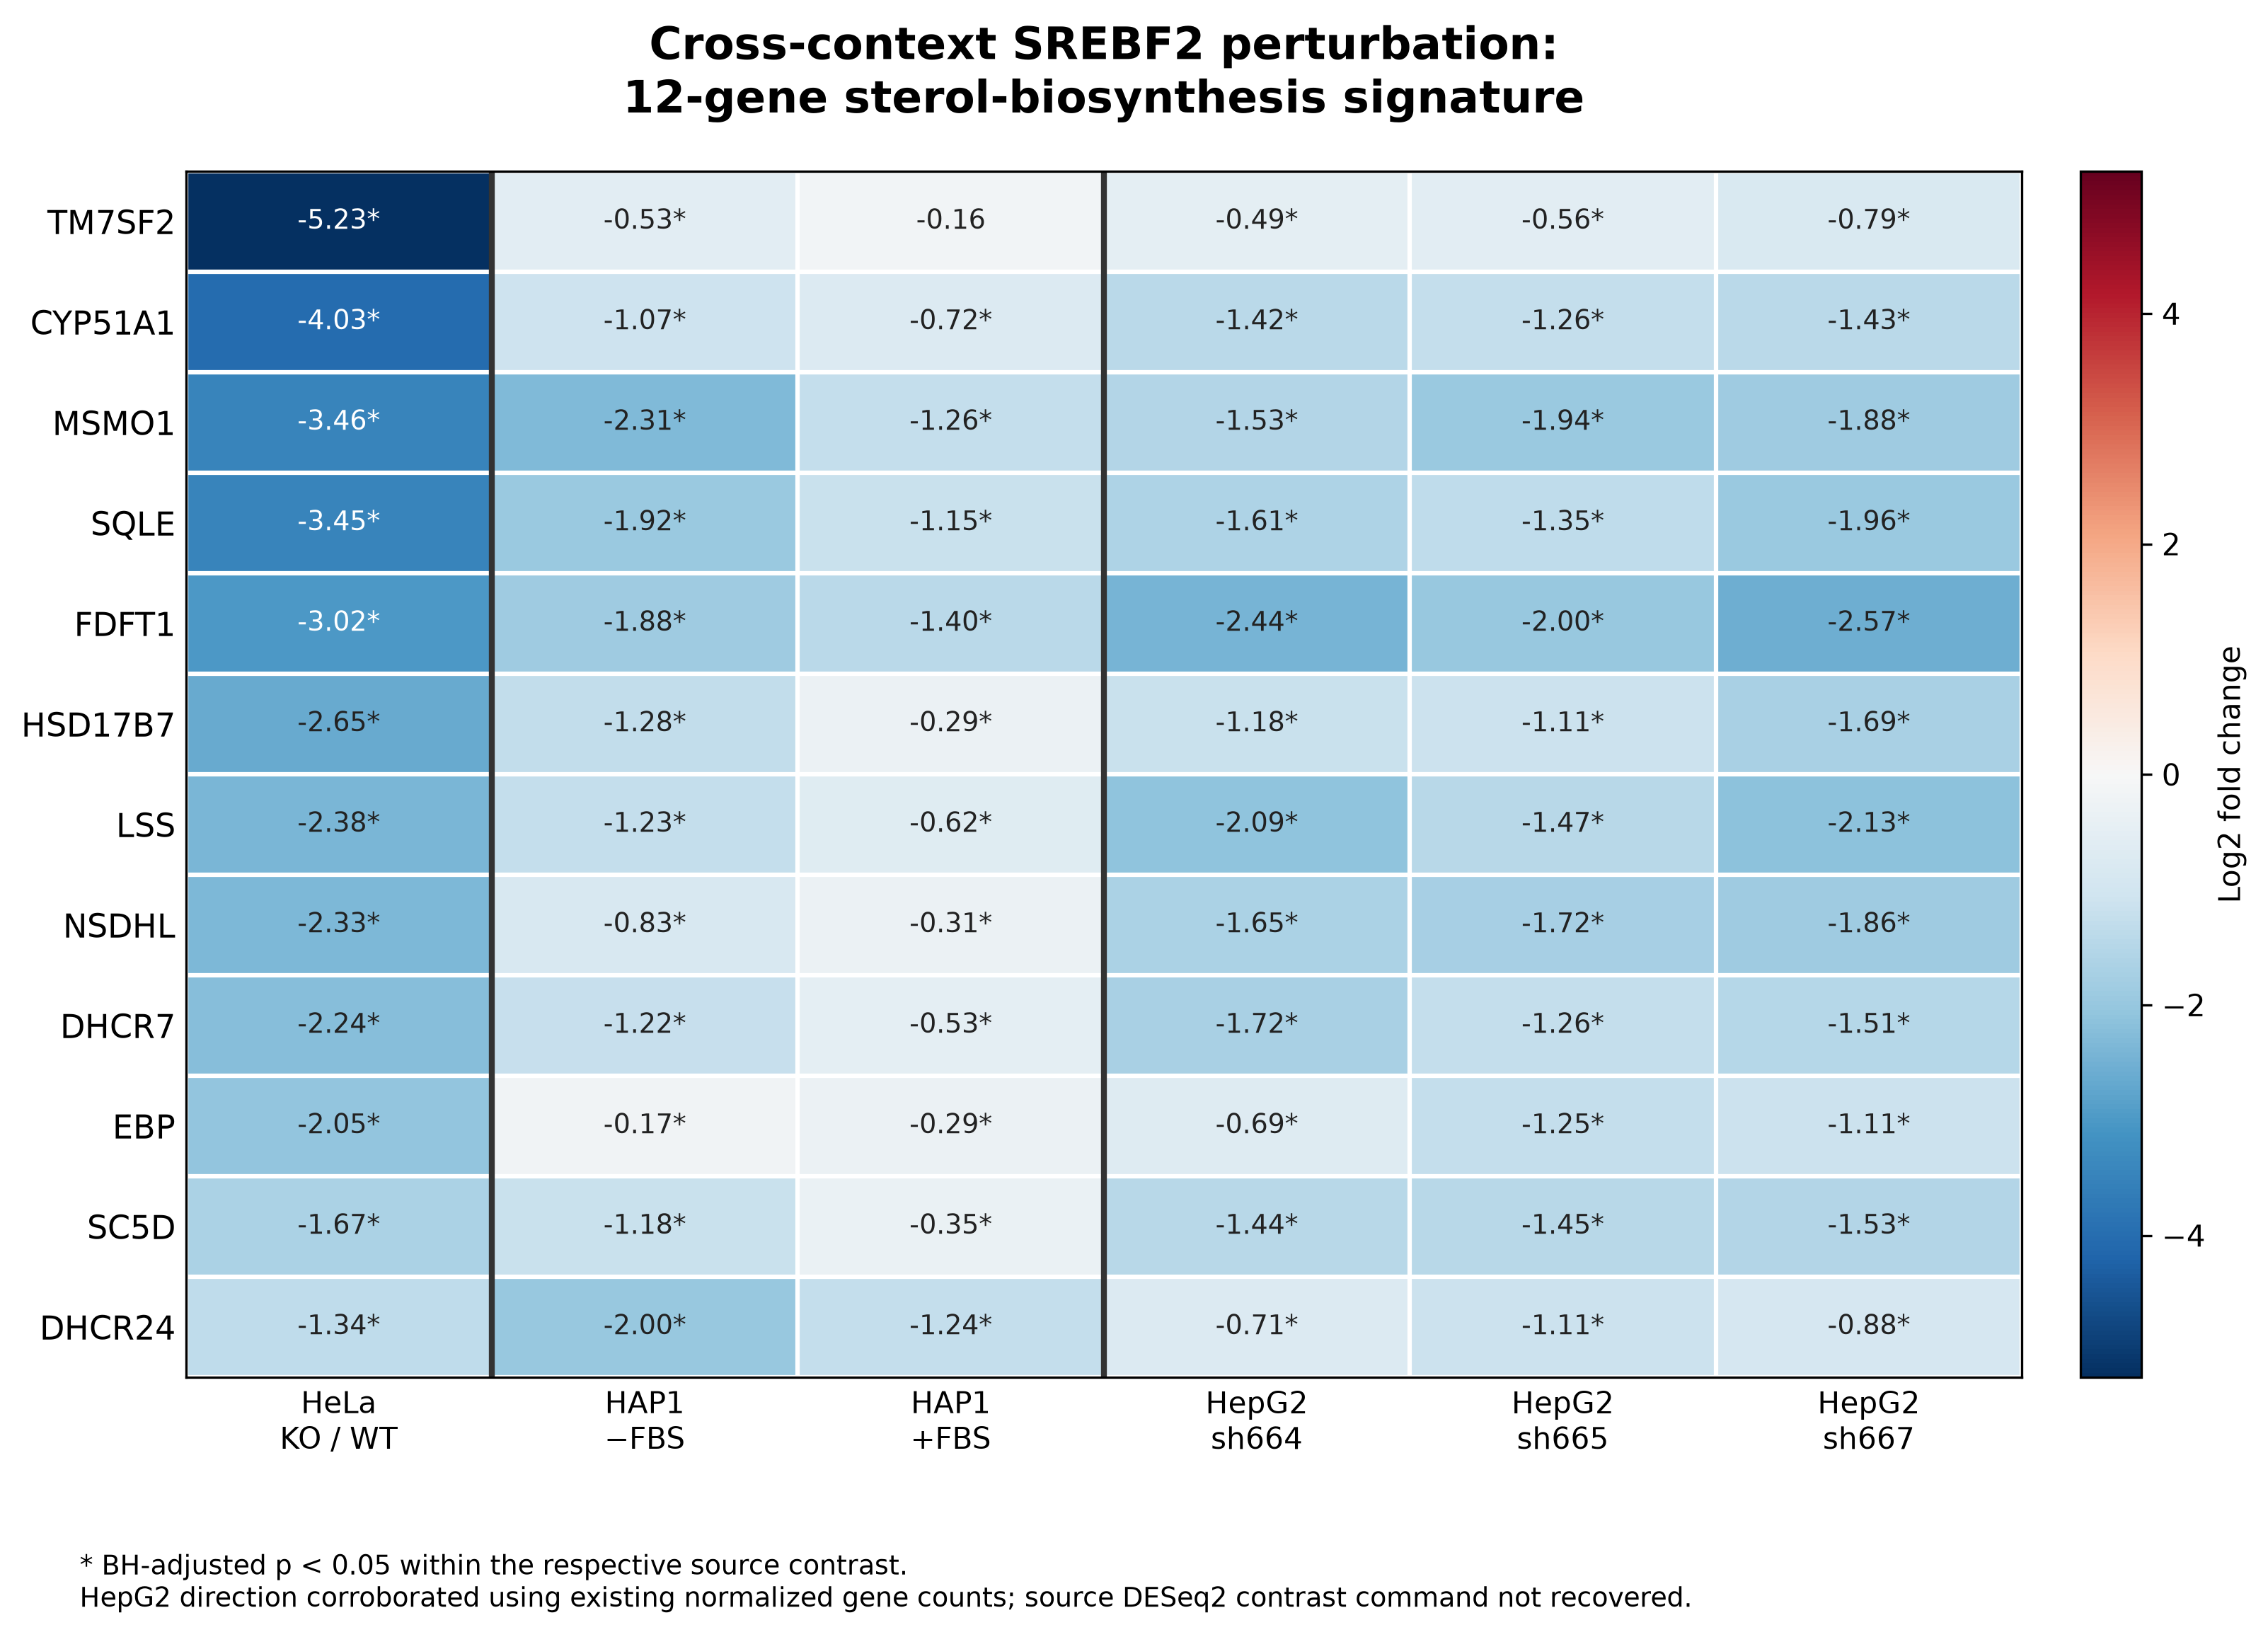 Cross-context SREBF2 perturbation:
12-gene sterol-biosynthesis signature
TM7SF2 -5.23* -0.53* -0.16 -0.49* -0.56* -0.79*
CYP51A1 -4.03* -1.07* -0.72* -1.42* -1.26* -1.43*
MSMO1 -3.46* -2.31* -1.26* -1.53* -1.94* -1.88*
SQLE -3.45* -1.92* -1.15* -1.61* -1.35* -1.96*
FDFT1 -3.02* -1.88* -1.40* -2.44* -2.00* -2.57*
HSD17B7 -2.65* -1.28* -0.29* -1.18* -1.11* -1.69*
LSS -2.38* -1.23* -0.62* -2.09* -1.47* -2.13*
NSDHL -2.33* -0.83* -0.31* -1.65* -1.72* -1.86*
DHCR7 -2.24* -1.22* -0.53* -1.72* -1.26* -1.51*
EBP -2.05* -0.17* -0.29* -0.69* -1.25* -1.11*
SC5D -1.67* -1.18* -0.35* -1.44* -1.45* -1.53*
DHCR24 -1.34* -2.00* -1.24* -0.71* -1.11* -0.88*
HeLa HAP1 HAP1 HepG2 HepG2 HepG2
KO / WT −FBS +FBS sh664 sh665 sh667
4
2
0
−2
−4
Log2 fold change
* BH-adjusted p < 0.05 within the respective source contrast.
HepG2 direction corroborated using existing normalized gene counts; source DESeq2 contrast command not recovered.